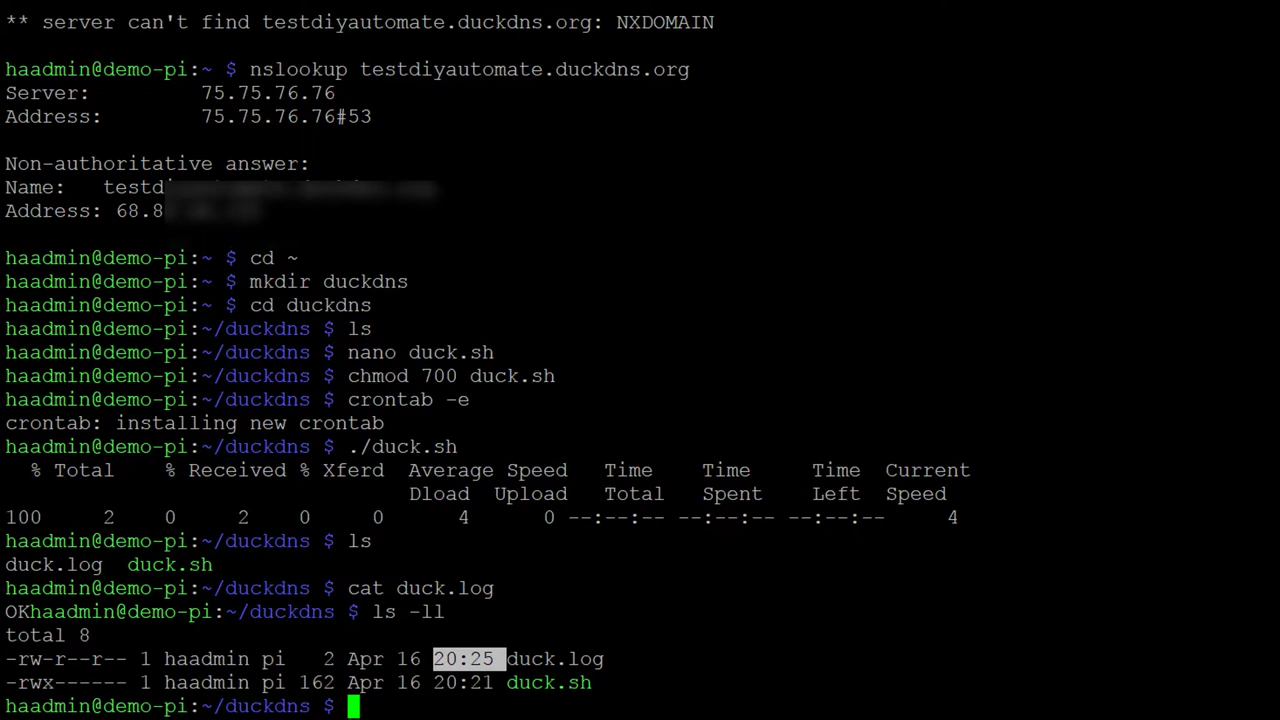 ** server can't find testdiyautomate.duckdns.org: NXDOMAIN
haadmin@demo-pi:~ $ nslookup testdiyautomate.duckdns.org
Server: 75.75.76.76
Address: 75.75.76.76#53
Non-authoritative answer:
Name: testd
Address: 68.8
haadmin@demo-pi:~ $ cd ~
haadmin@demo-pi:~ $ mkdir duckdns
haadmin@demo-pi:~ $ cd duckdns
haadmin@demo-pi:~/duckdns $ ls
haadmin@demo-pi:~/duckdns $ nano duck.sh
haadmin@demo-pi:~/duckdns $ chmod 700 duck.sh
haadmin@demo-pi:~/duckdns $ crontab -e
crontab: installing new crontab
haadmin@demo-pi:~/duckdns $ ./duck.sh
% Total % Received % Xferd Average Speed Time Time Time Current
Dload Upload Total Spent Left Speed
100 2 0 2 0 0 4 0 --:--:-- --:--:-- --:--:-- 4
haadmin@demo-pi:~/duckdns $ ls
duck.log duck.sh
haadmin@demo-pi:~/duckdns $ cat duck.log
OKhaadmin@demo-pi:~/duckdns $ ls -ll
total 8
-rw-r--r-- 1 haadmin pi 2 Apr 16 20:25 duck.log
-rwx------ 1 haadmin pi 162 Apr 16 20:21 duck.sh
haadmin@demo-pi:~/duckdns $